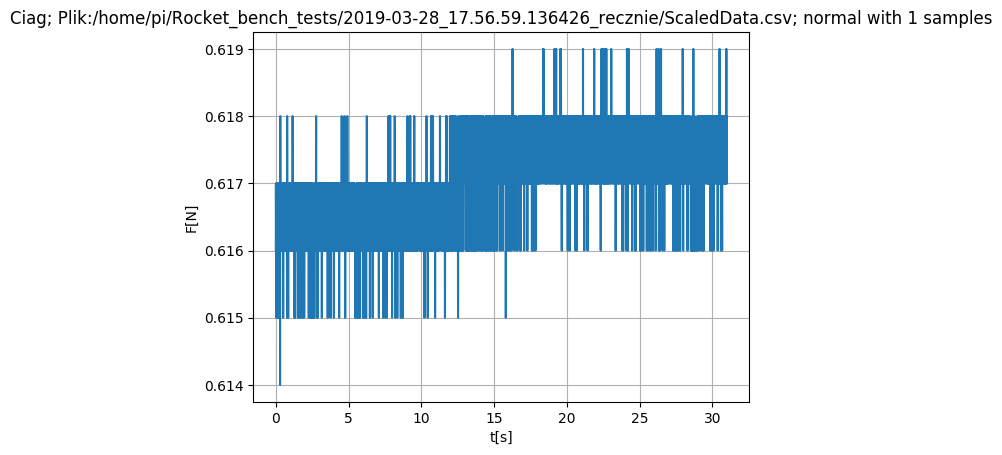 Ciag; Plik:/home/pi/Rocket_bench_tests/2019-03-28_17.56.59.136426_recznie/ScaledData.csv; normal with 1 samples
0.619
0.618
0.617
0.616
0.615
0.614
F[N]
0 5 10 15 20 25 30
t[s]